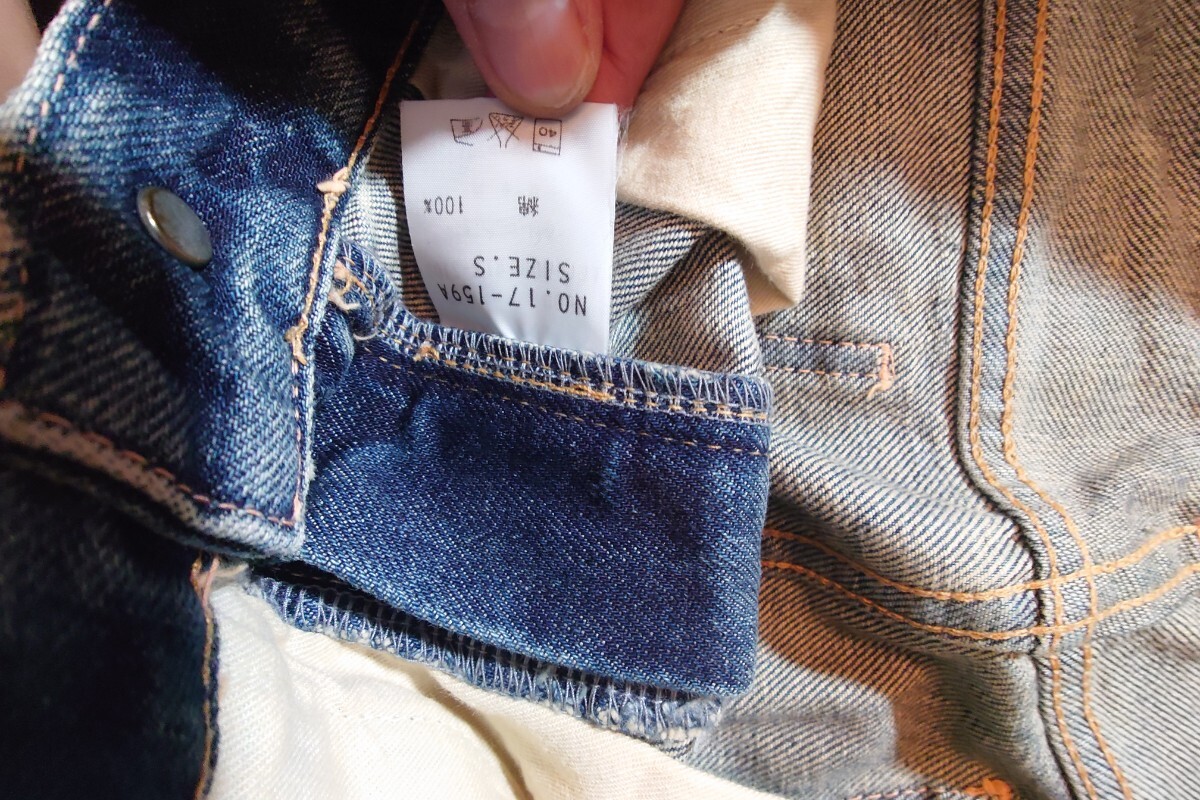 NO. 17-159A
SIZE. S
綿 100%
40